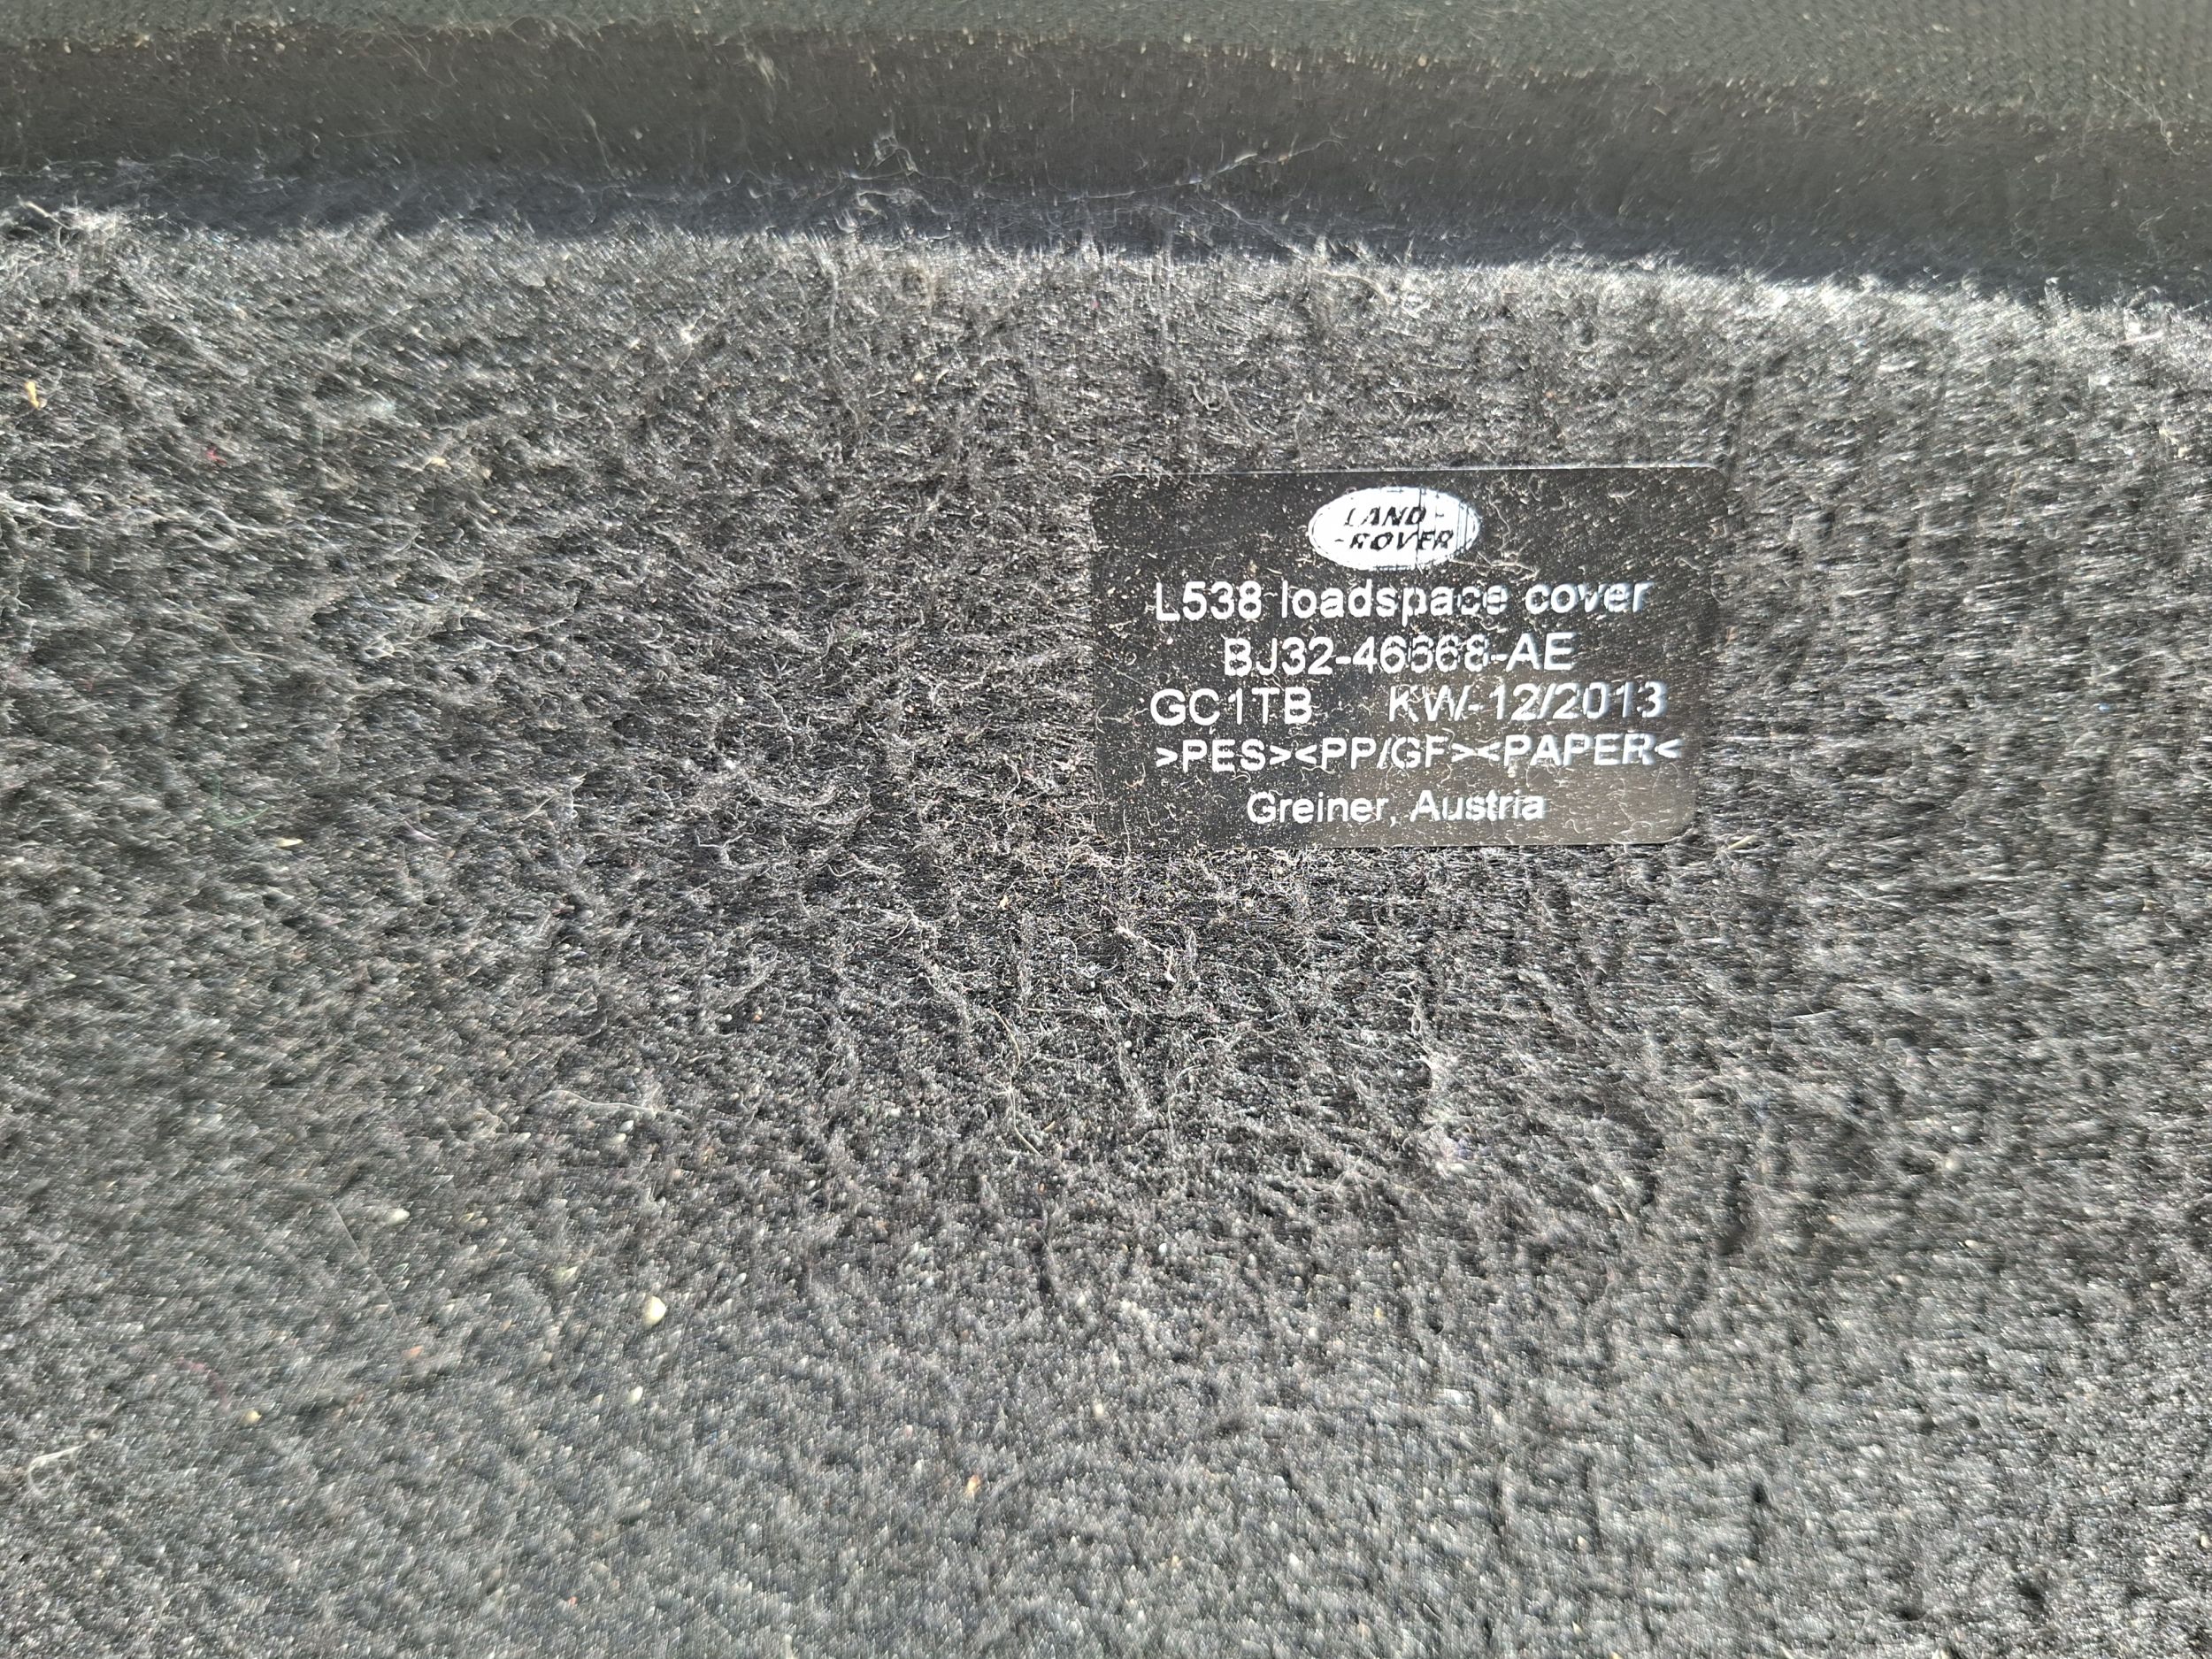 LAND-
-ROVER
L538 loadspace cover
BJ32-46668-AE
GC1TB KW-12/2013
>PES><PP/GF><PAPER<
Greiner, Austria